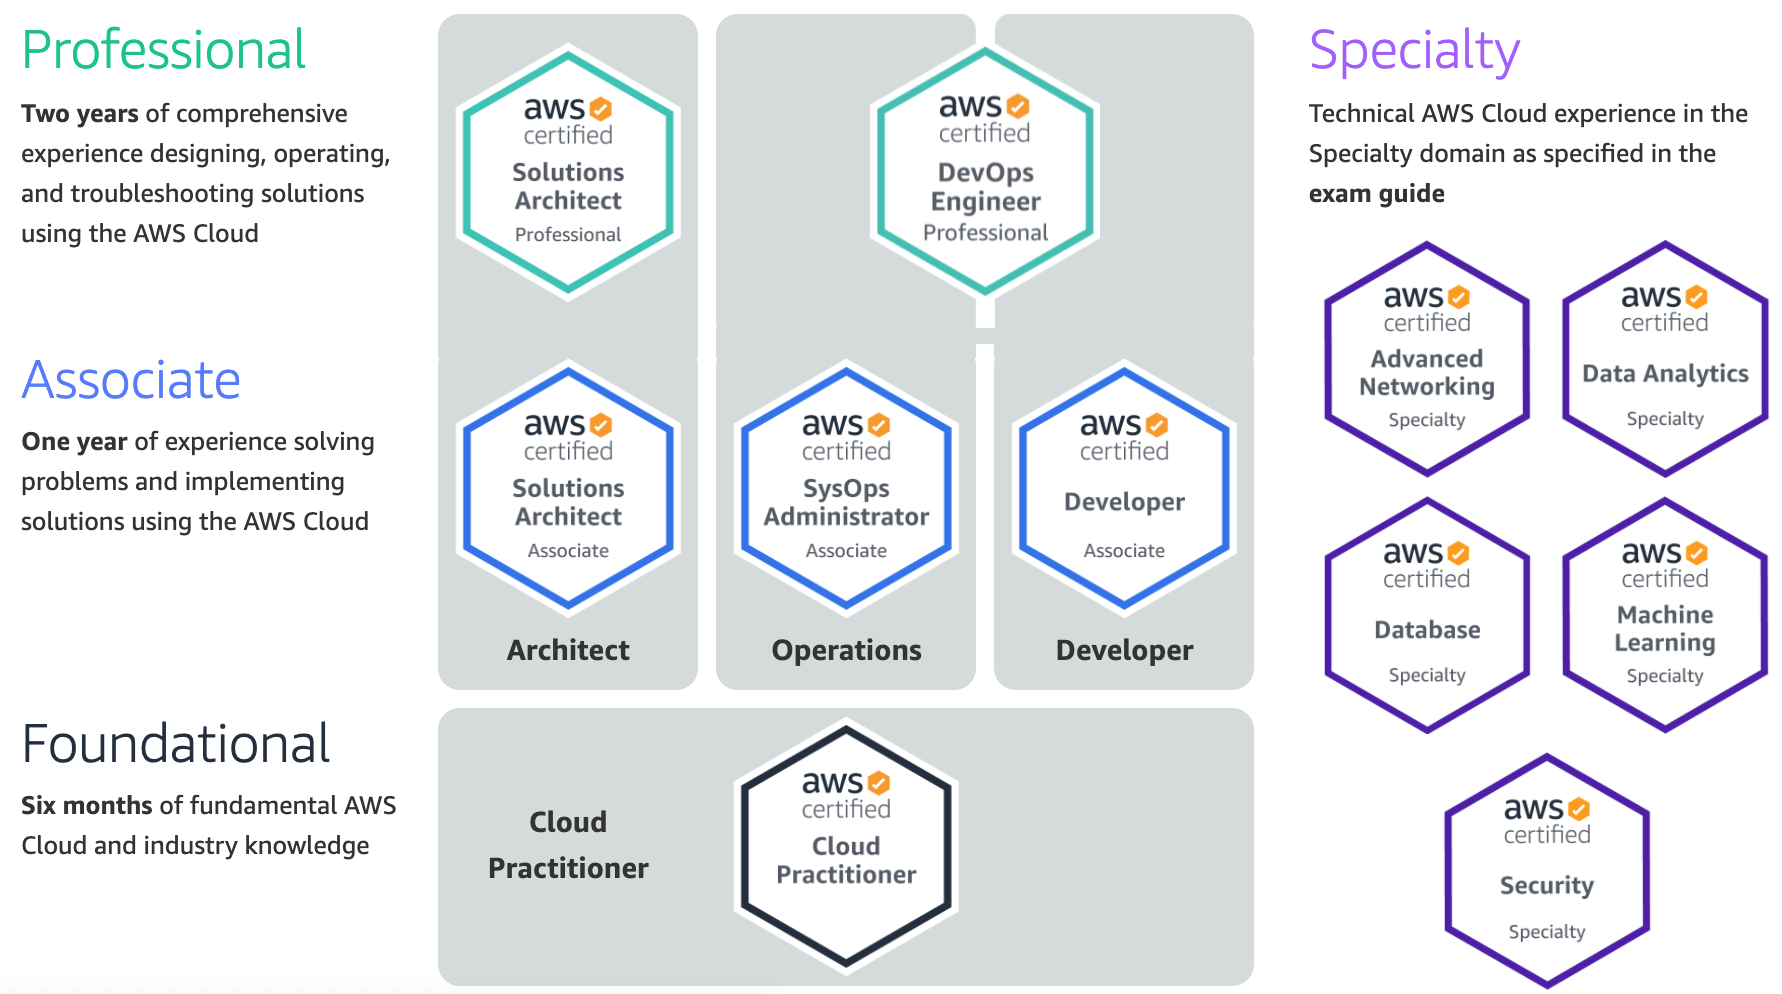 Professional
Two years of comprehensive
experience designing, operating,
and troubleshooting solutions
using the AWS Cloud
aws
certified
Solutions
Architect
Professional
aws
certified
DevOps
Engineer
Professional
Associate
One year of experience solving
problems and implementing
solutions using the AWS Cloud
aws
certified
Solutions
Architect
Associate
Architect
aws
certified
SysOps
Administrator
Associate
Operations
aws
certified
Developer
Associate
Developer
Foundational
Six months of fundamental AWS
Cloud and industry knowledge
Cloud
Practitioner
aws
certified
Cloud
Practitioner
Specialty
Technical AWS Cloud experience in the
Specialty domain as specified in the
exam guide
aws
certified
Advanced
Networking
Specialty
aws
certified
Data Analytics
Specialty
aws
certified
Database
Specialty
aws
certified
Machine
Learning
Specialty
aws
certified
Security
Specialty